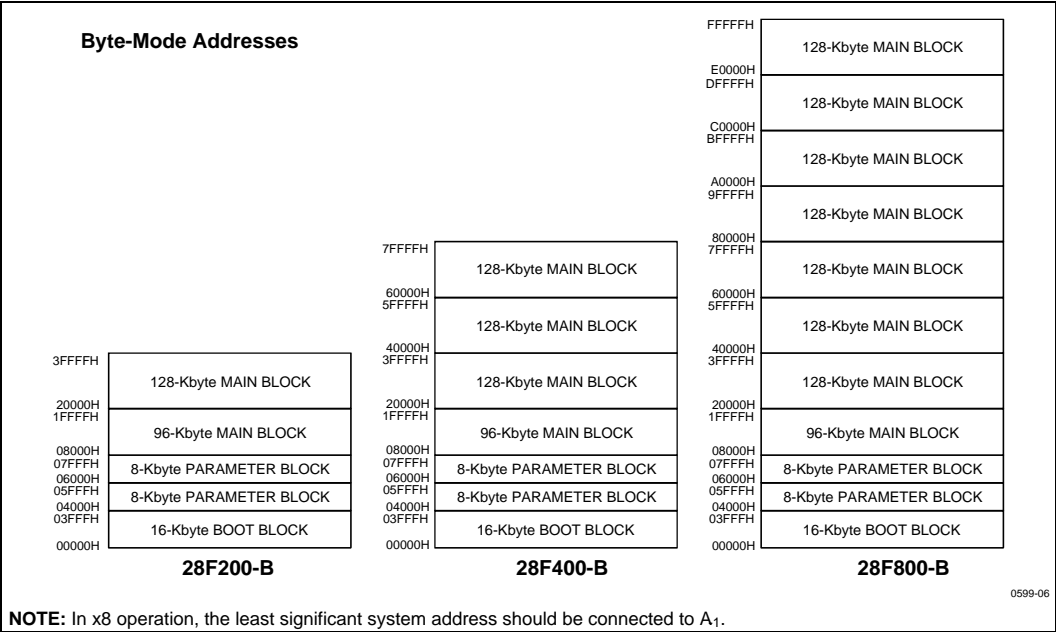 Byte-Mode Addresses
3FFFFH
128-Kbyte MAIN BLOCK
20000H
1FFFFH
96-Kbyte MAIN BLOCK
08000H
07FFFH
8-Kbyte PARAMETER BLOCK
06000H
05FFFH
8-Kbyte PARAMETER BLOCK
04000H
03FFFH
16-Kbyte BOOT BLOCK
00000H
28F200-B
7FFFFH
128-Kbyte MAIN BLOCK
60000H
5FFFFH
128-Kbyte MAIN BLOCK
40000H
3FFFFH
128-Kbyte MAIN BLOCK
20000H
1FFFFH
96-Kbyte MAIN BLOCK
08000H
07FFFH
8-Kbyte PARAMETER BLOCK
06000H
05FFFH
8-Kbyte PARAMETER BLOCK
04000H
03FFFH
16-Kbyte BOOT BLOCK
00000H
28F400-B
FFFFFH
128-Kbyte MAIN BLOCK
E0000H
DFFFFH
128-Kbyte MAIN BLOCK
C0000H
BFFFFH
128-Kbyte MAIN BLOCK
A0000H
9FFFFH
128-Kbyte MAIN BLOCK
80000H
7FFFFH
128-Kbyte MAIN BLOCK
60000H
5FFFFH
128-Kbyte MAIN BLOCK
40000H
3FFFFH
128-Kbyte MAIN BLOCK
20000H
1FFFFH
96-Kbyte MAIN BLOCK
08000H
07FFFH
8-Kbyte PARAMETER BLOCK
06000H
05FFFH
8-Kbyte PARAMETER BLOCK
04000H
03FFFH
16-Kbyte BOOT BLOCK
00000H
28F800-B
0599-06
NOTE: In x8 operation, the least significant system address should be connected to A₁.